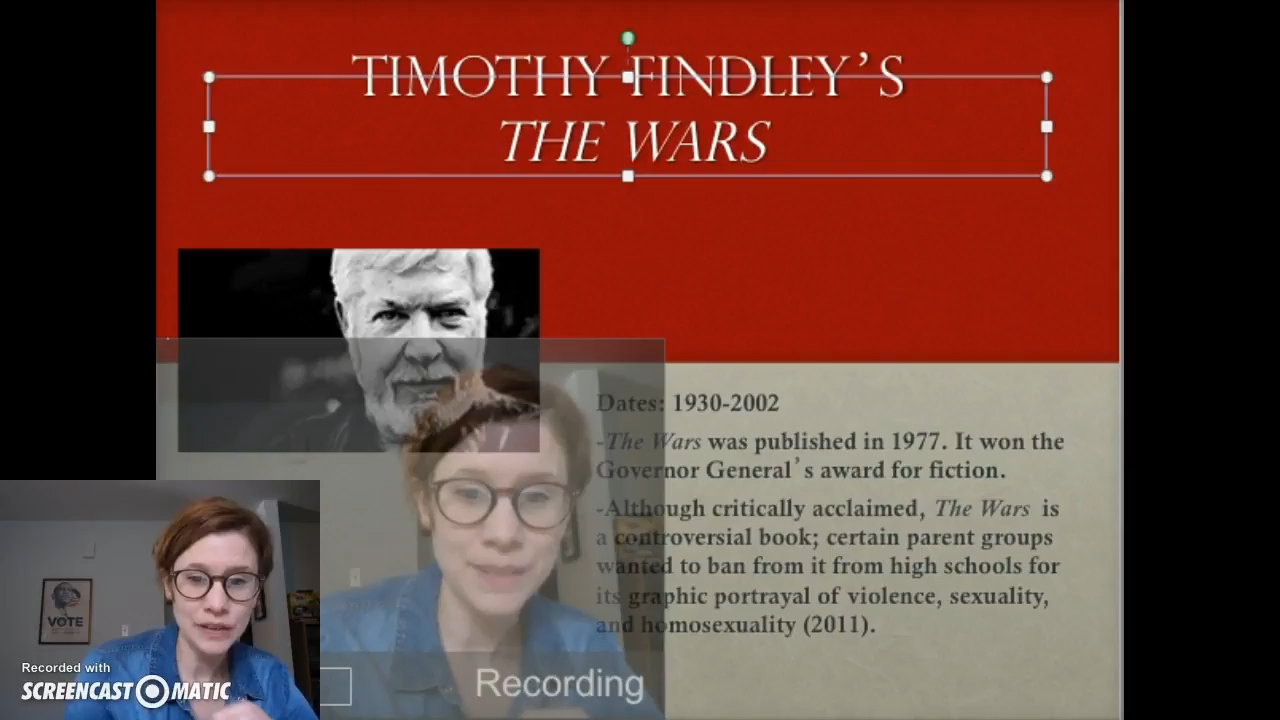 TIMOTHY FINDLEY’S
THE WARS
Dates: 1930-2002
-The Wars was published in 1977. It won the
Governor General’s award for fiction.
-Although critically acclaimed, The Wars is
a controversial book; certain parent groups
wanted to ban from it from high schools for
its graphic portrayal of violence, sexuality,
and homosexuality (2011).
VOTE
Recorded with
SCREENCAST MATIC
Recording